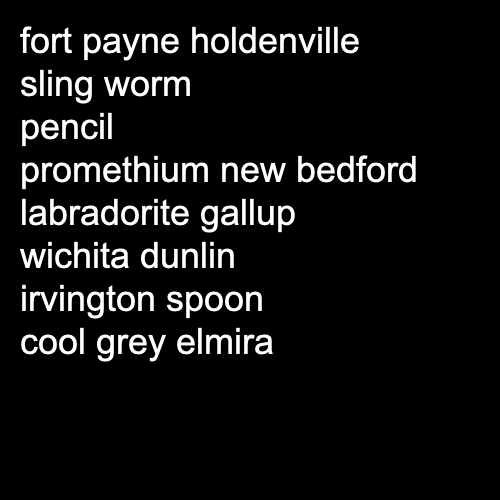 fort payne holdenville
sling worm
pencil
promethium new bedford
labradorite gallup
wichita dunlin
irvington spoon
cool grey elmira